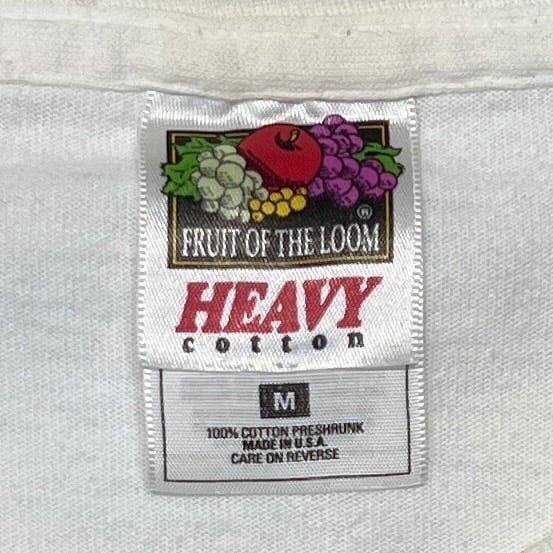 ®
FRUIT OF THE LOOM
HEAVY
cotton
M
100% COTTON PRESHRUNK
MADE IN U.S.A.
CARE ON REVERSE